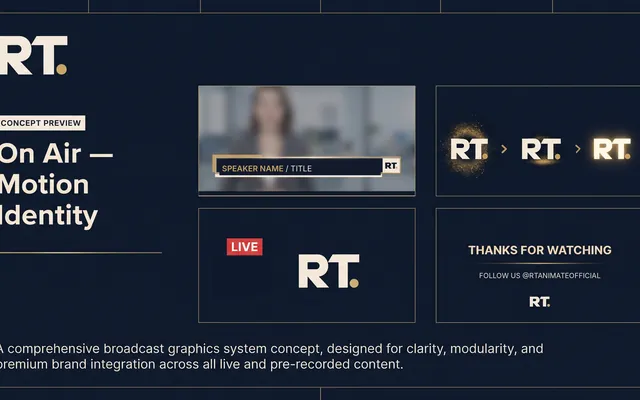 RT.
CONCEPT PREVIEW
On Air —
Motion
Identity
SPEAKER NAME / TITLE
RT.
RT. > RT. > RT.
LIVE
RT.
THANKS FOR WATCHING
FOLLOW US @RTANIMATEOFFICIAL
RT.
A comprehensive broadcast graphics system concept, designed for clarity, modularity, and
premium brand integration across all live and pre-recorded content.